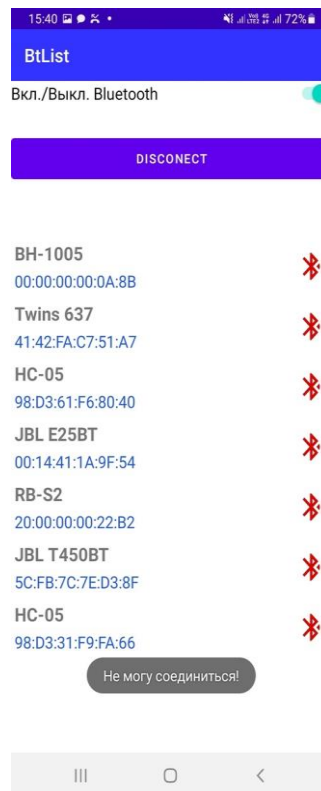 15:40 72%
BtList
Вкл./Выкл. Bluetooth
DISCONECT
BH-1005
00:00:00:00:0A:8B
Twins 637
41:42:FA:C7:51:A7
HC-05
98:D3:61:F6:80:40
JBL E25BT
00:14:41:1A:9F:54
RB-S2
20:00:00:00:22:B2
JBL T450BT
5C:FB:7C:7E:D3:8F
HC-05
98:D3:31:F9:FA:66
Не могу соединиться!